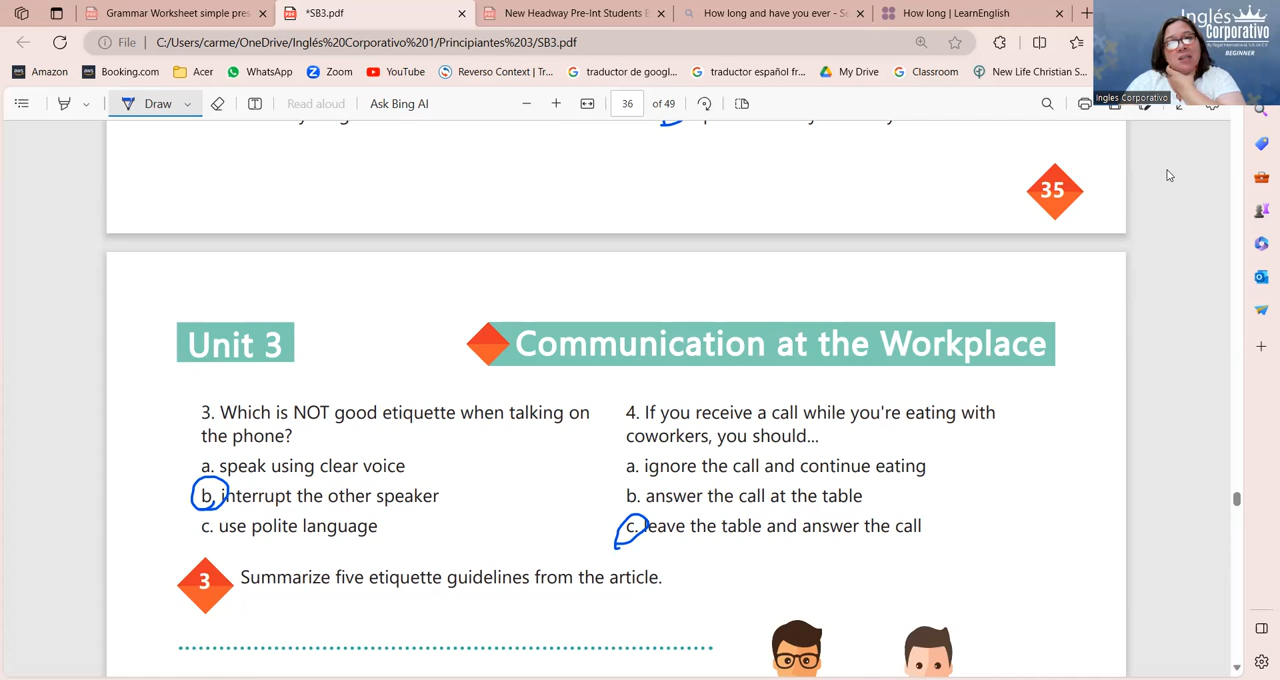 Grammar Worksheet simple pres
*SB3.pdf
New Headway Pre-Int Students B
How long and have you ever - Se
How long | LearnEnglish
File
C:/Users/carme/OneDrive/Inglés%20Corporativo%201/Principiantes%203/SB3.pdf
Amazon
Booking.com
Acer
WhatsApp
Zoom
YouTube
Reverso Context | Tr...
traductor de googl...
traductor español fr...
My Drive
Classroom
New Life Christian S...
Inglés
Corporativo
BEGINNER
Ingles Corporativo
Draw
Read aloud
Ask Bing AI
36
of 49
35
Unit 3
Communication at the Workplace
3. Which is NOT good etiquette when talking on
the phone?
a. speak using clear voice
b. interrupt the other speaker
c. use polite language
4. If you receive a call while you're eating with
coworkers, you should...
a. ignore the call and continue eating
b. answer the call at the table
c. leave the table and answer the call
3
Summarize five etiquette guidelines from the article.